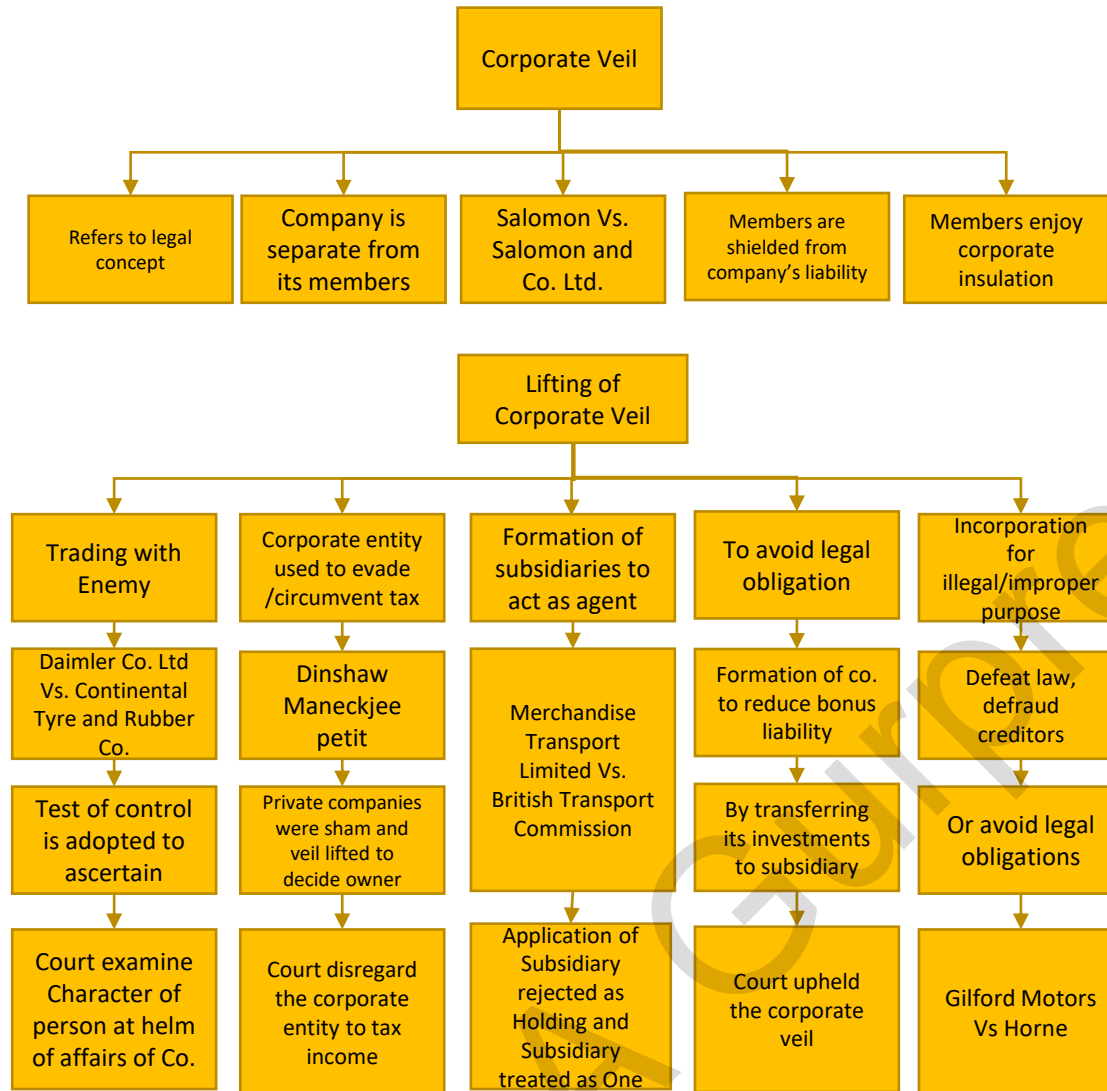 Corporate Veil
Refers to legal
concept
Company is
separate from
its members
Salomon Vs.
Salomon and
Co. Ltd.
Members are
shielded from
company's liability
Members enjoy
corporate
insulation
Lifting of
Corporate Veil
Trading with
Enemy
Daimler Co. Ltd
Vs. Continental
Tyre and Rubber
Co.
Test of control
is adopted to
ascertain
Court examine
Character of
person at helm
of affairs of Co.
Corporate entity
used to evade
/circumvent tax
Dinshaw
Maneckjee
petit
Private companies
were sham and
veil lifted to
decide owner
Court disregard
the corporate
entity to tax
income
Formation of
subsidiaries to
act as agent
Merchandise
Transport
Limited Vs.
British Transport
Commission
Application of
Subsidiary
rejected as
Holding and
Subsidiary
treated as One
To avoid legal
obligation
Formation of co.
to reduce bonus
liability
By transferring
its investments
to subsidiary
Court upheld
the corporate
veil
Incorporation
for
illegal/improper
purpose
Defeat law,
defraud
creditors
Or avoid legal
obligations
Gilford Motors
Vs Horne
A Gurpre